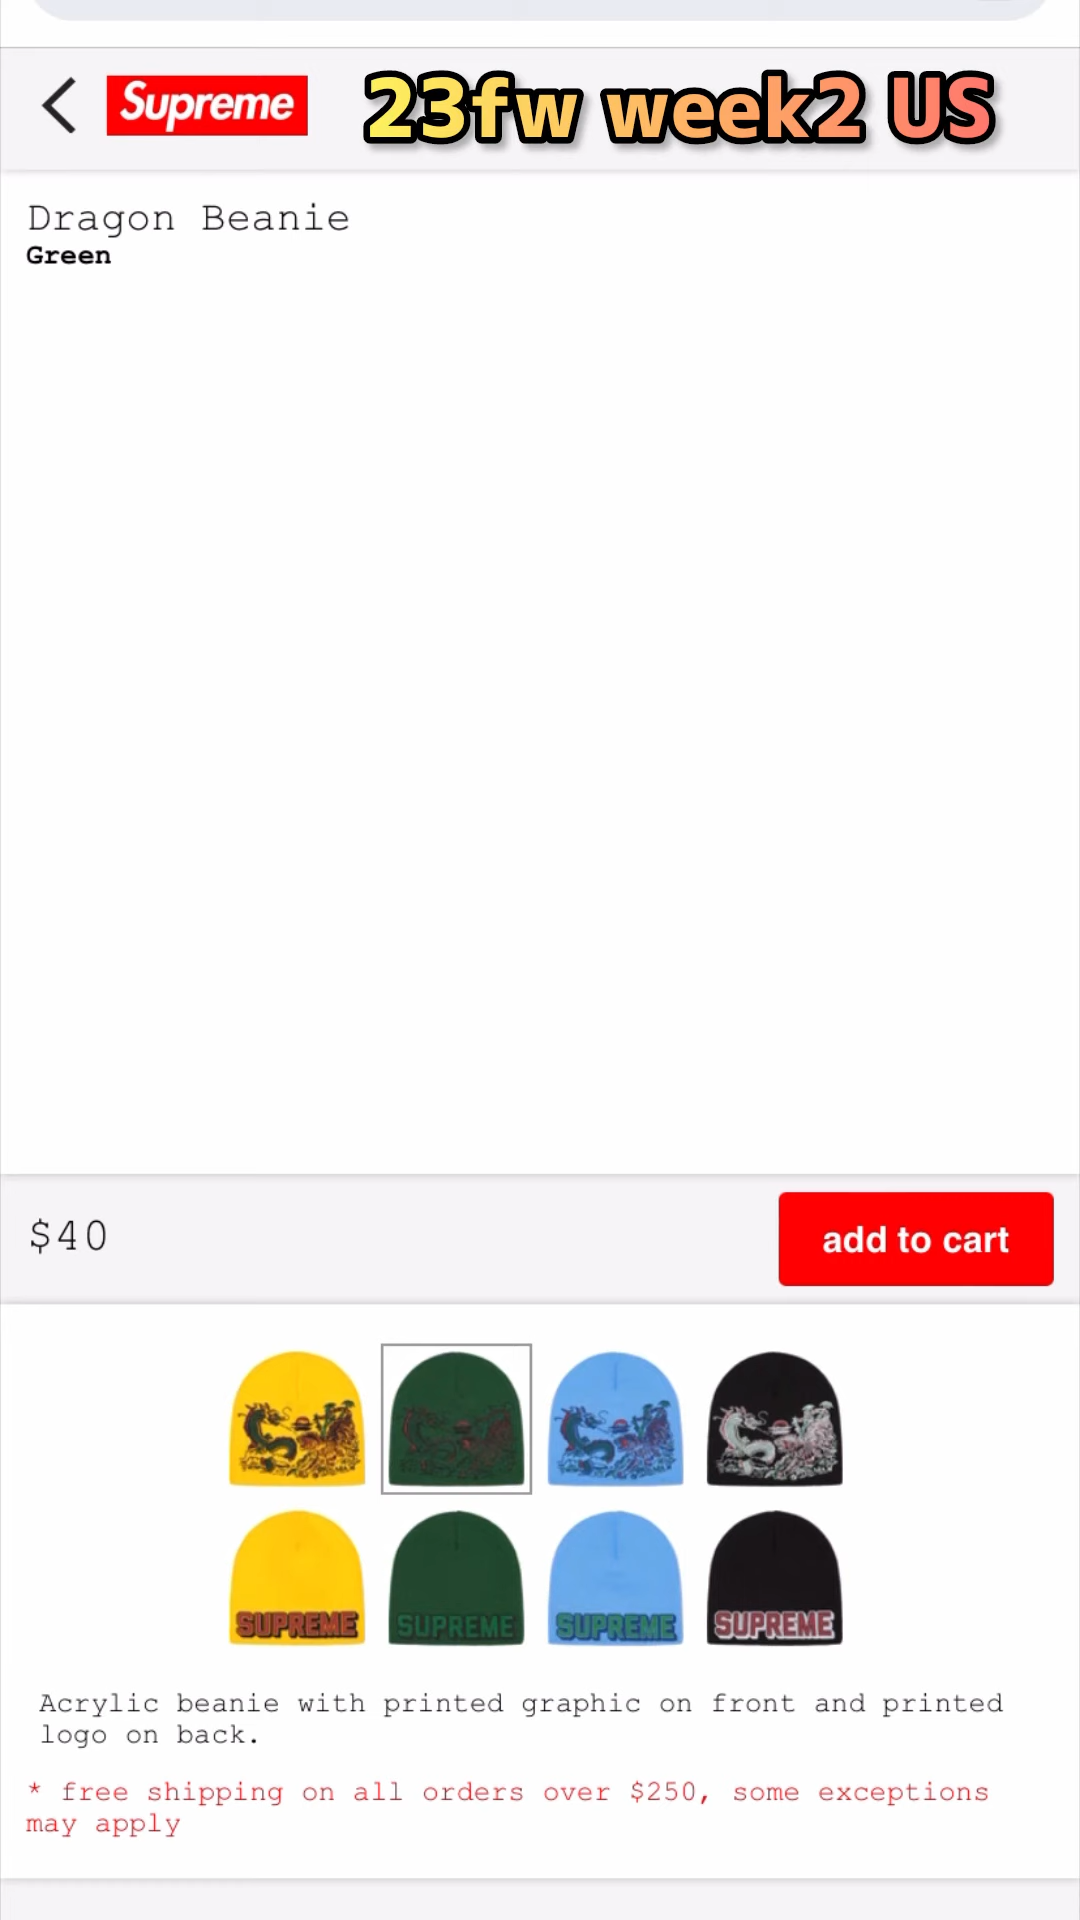 Supreme
23fw week2 US
Dragon Beanie
Green
$40
add to cart
SUPREME SUPREME SUPREME SUPREME
Acrylic beanie with printed graphic on front and printed
logo on back.
* free shipping on all orders over $250, some exceptions
may apply